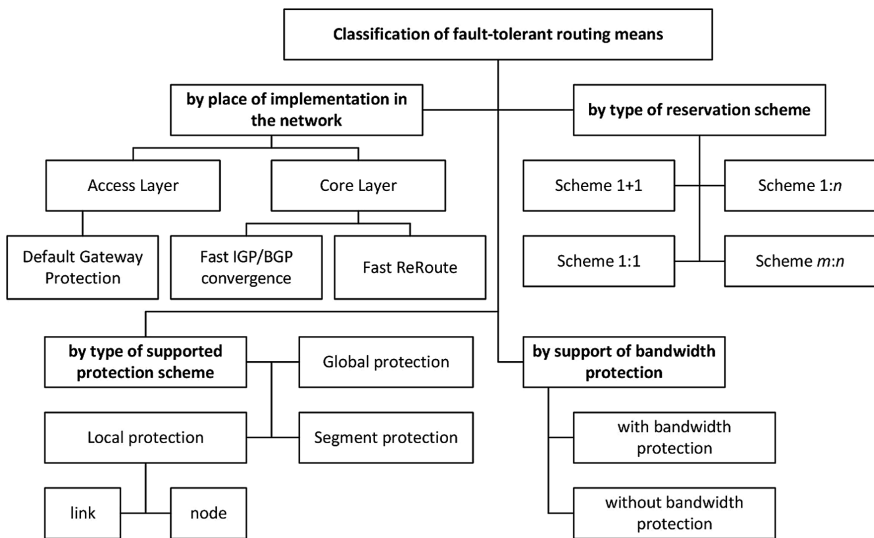 Classification of fault-tolerant routing means
by place of implementation in
the network
by type of reservation scheme
Access Layer
Core Layer
Scheme 1+1
Scheme 1:n
Default Gateway
Protection
Fast IGP/BGP
convergence
Fast ReRoute
Scheme 1:1
Scheme m:n
by type of supported
protection scheme
Global protection
by support of bandwidth
protection
Local protection
Segment protection
with bandwidth
protection
link
node
without bandwidth
protection